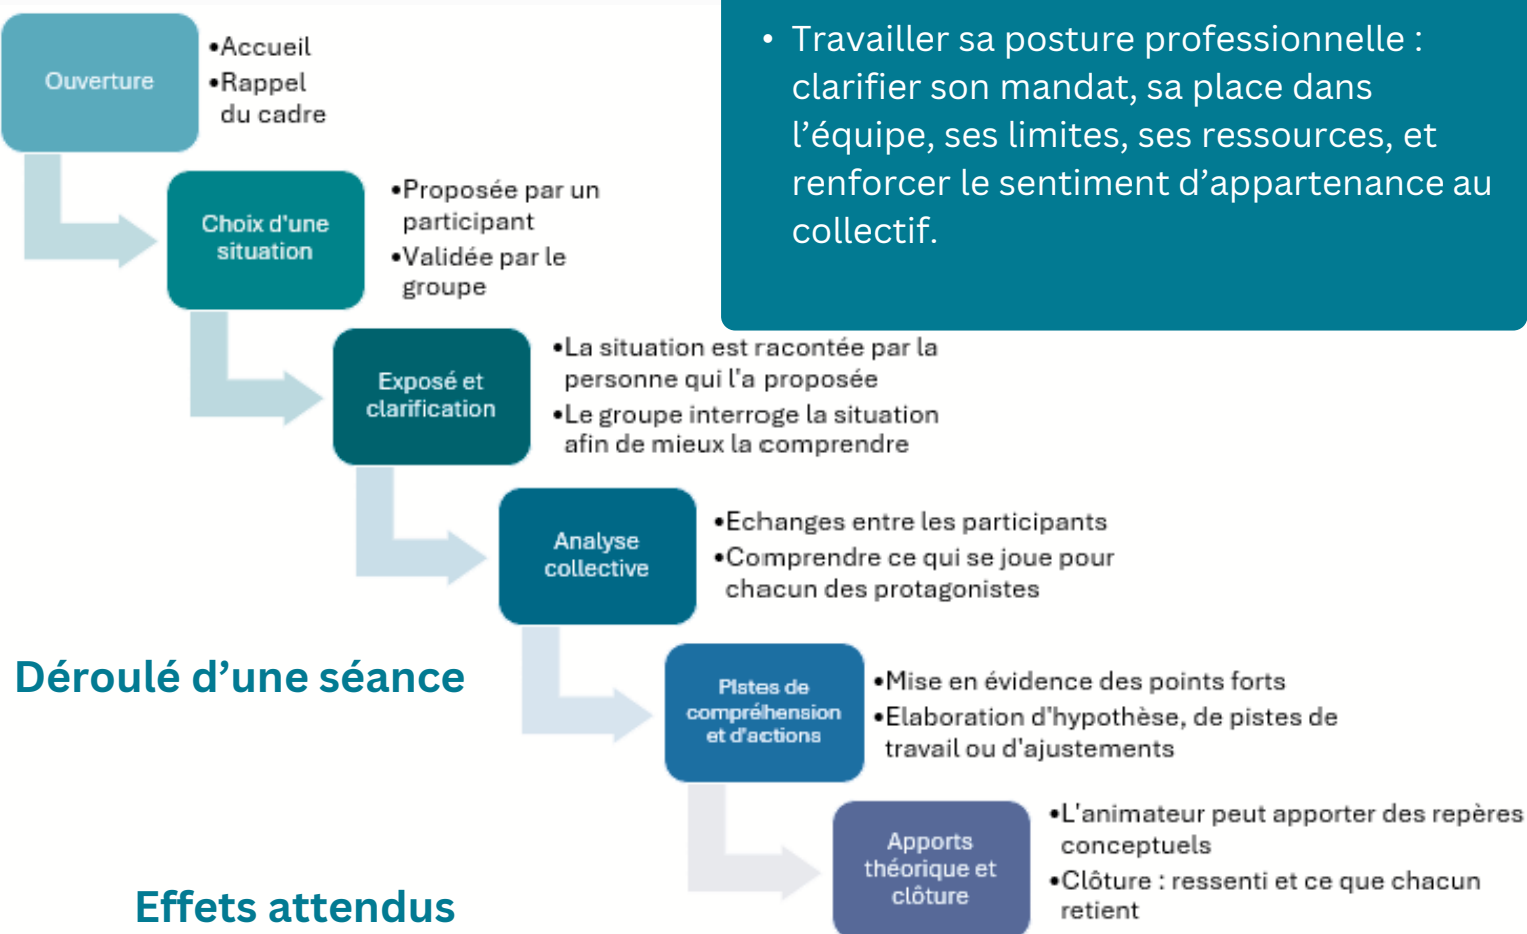 • Travailler sa posture professionnelle :
clarifier son mandat, sa place dans
l’équipe, ses limites, ses ressources, et
renforcer le sentiment d’appartenance au
collectif.
Ouverture
•Accueil
•Rappel
du cadre
Choix d'une
situation
•Proposée par un
participant
•Validée par le
groupe
Exposé et
clarification
•La situation est racontée par la
personne qui l'a proposée
•Le groupe interroge la situation
afin de mieux la comprendre
Analyse
collective
•Echanges entre les participants
•Comprendre ce qui se joue pour
chacun des protagonistes
Déroulé d’une séance
Pistes de
compréhension
et d'actions
•Mise en évidence des points forts
•Elaboration d'hypothèse, de pistes de
travail ou d'ajustements
Apports
théorique et
clôture
•L'animateur peut apporter des repères
conceptuels
•Clôture : ressenti et ce que chacun
retient
Effets attendus